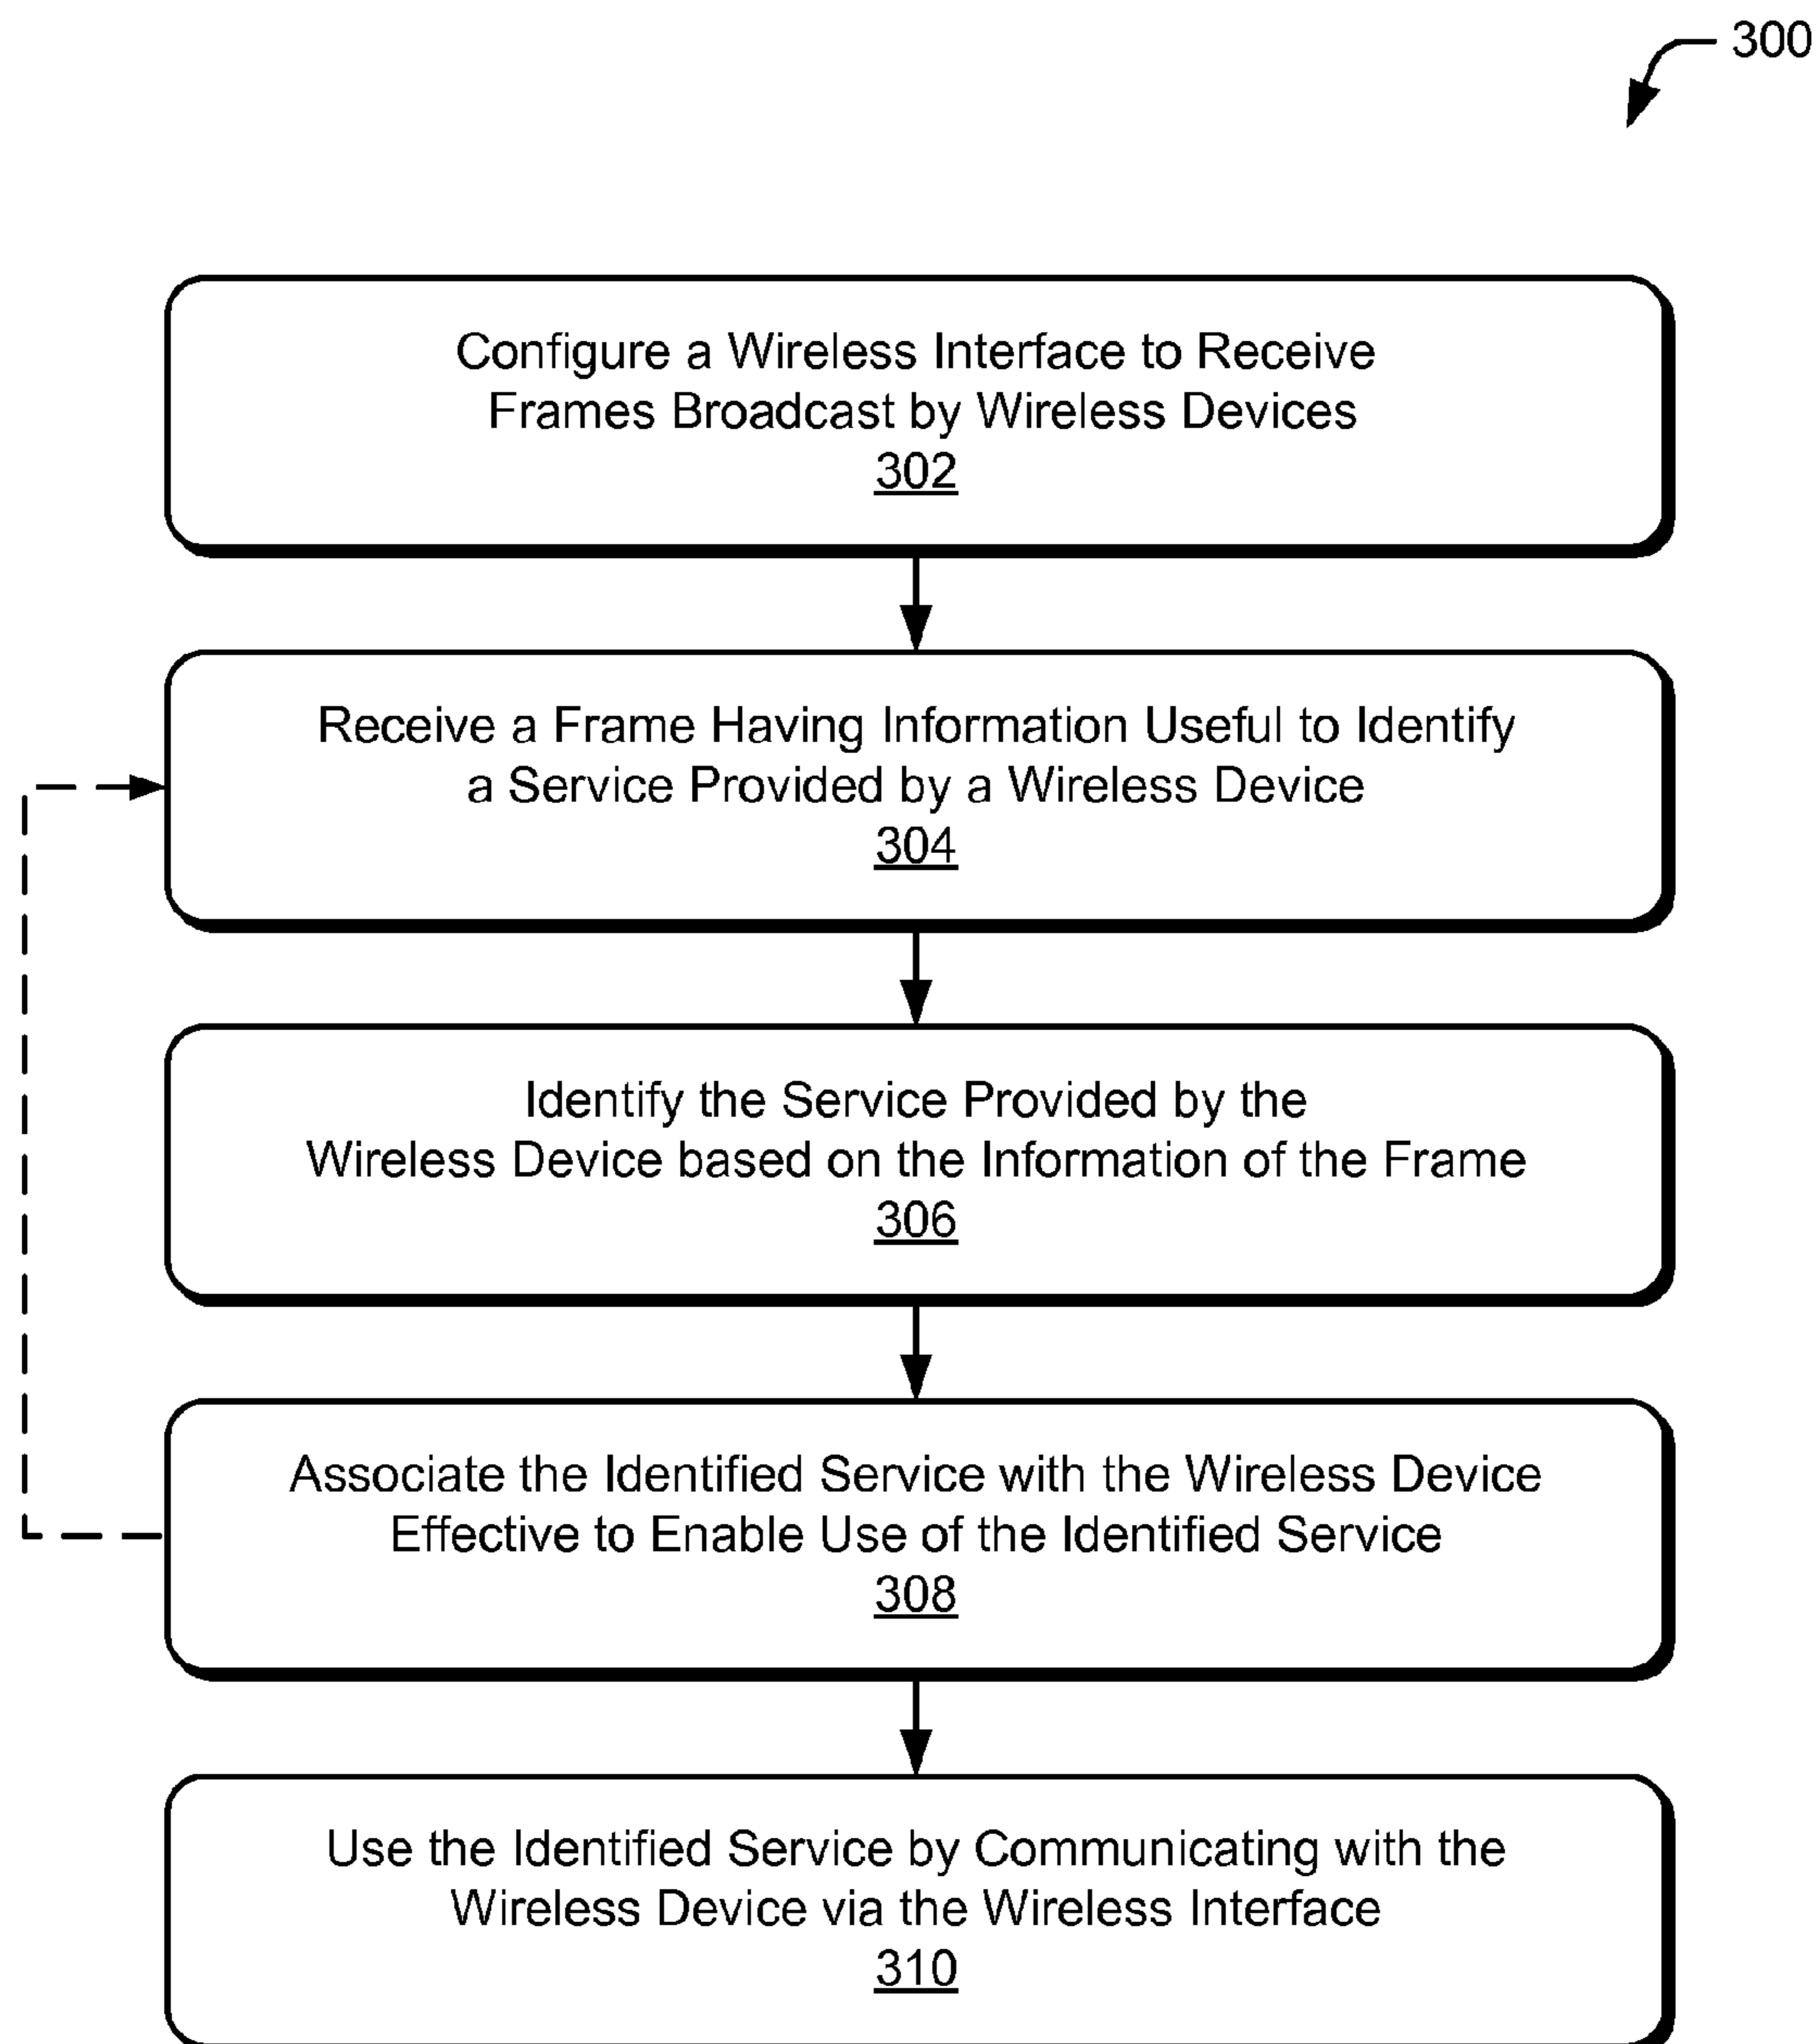 300
Configure a Wireless Interface to Receive
Frames Broadcast by Wireless Devices
302
Receive a Frame Having Information Useful to Identify
a Service Provided by a Wireless Device
304
Identify the Service Provided by the
Wireless Device based on the Information of the Frame
306
Associate the Identified Service with the Wireless Device
Effective to Enable Use of the Identified Service
308
Use the Identified Service by Communicating with the
Wireless Device via the Wireless Interface
310